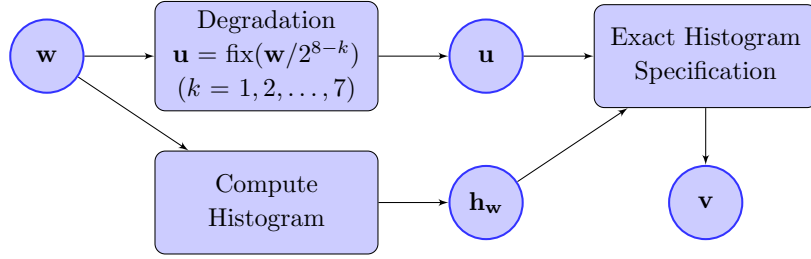 w
Degradation
u = fix(w/2^{8−k})
(k = 1, 2, . . . , 7)
u
Exact Histogram
Specification
Compute
Histogram
h_w
v